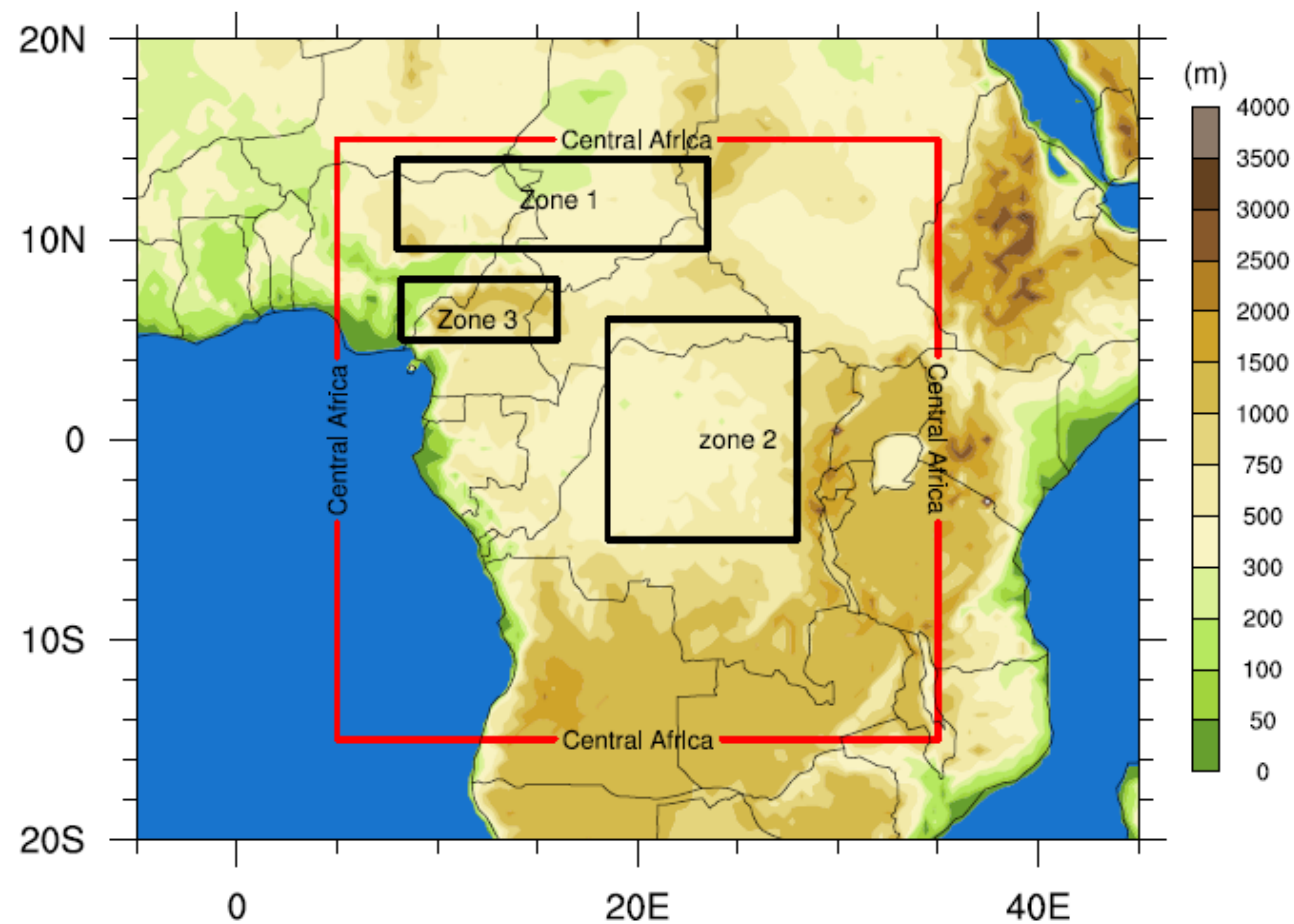 20N
10N
0
10S
20S
0
20E
40E
Central Africa
Central Africa
Central Africa
Central Africa
Zone 1
Zone 3
zone 2
(m)
4000
3500
3000
2500
2000
1500
1000
750
500
300
200
100
50
0